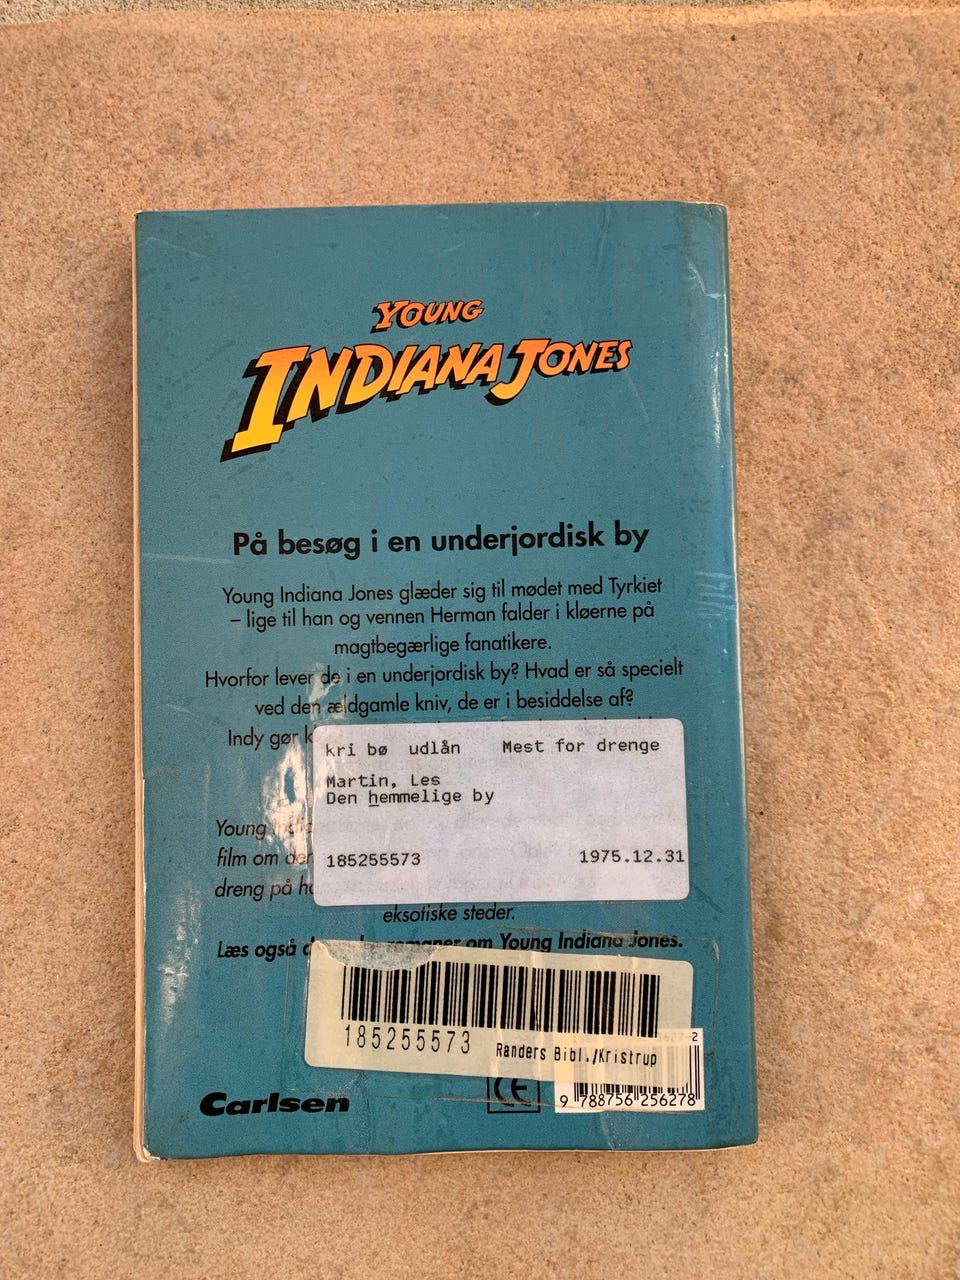 YOUNG
INDIANA JONES
På besøg i en underjordisk by
Young Indiana Jones glæder sig til mødet med Tyrkiet
– lige til han og vennen Herman falder i kløerne på
magtbegærlige fanatikere.
Hvorfor lever de i en underjordisk by? Hvad er så specielt
ved den ældgamle kniv, de er i besiddelse af?
Indy gør
kri bø udlån Mest for drenge
Martin, Les
Den hemmelige by
185255573 1975.12.31
Young
film om
dreng på
eksotiske steder.
Læs også romaner om Young Indiana Jones.
185255573 Randers Bibl./Kristrup
Carlsen CE 9 788756 256278